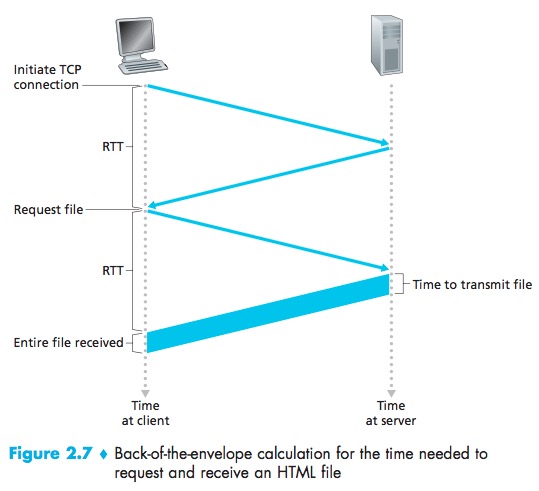 Initiate TCP
connection
RTT
Request file
RTT
Time to transmit file
Entire file received
Time
at client
Time
at server
Figure 2.7 ♦ Back-of-the-envelope calculation for the time needed to
request and receive an HTML file